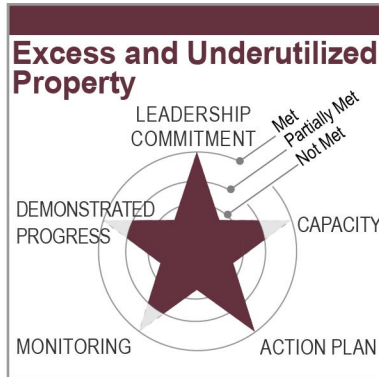 Excess and Underutilized
Property
LEADERSHIP
COMMITMENT
Met
Partially Met
Not Met
DEMONSTRATED
PROGRESS
CAPACITY
MONITORING
ACTION PLAN